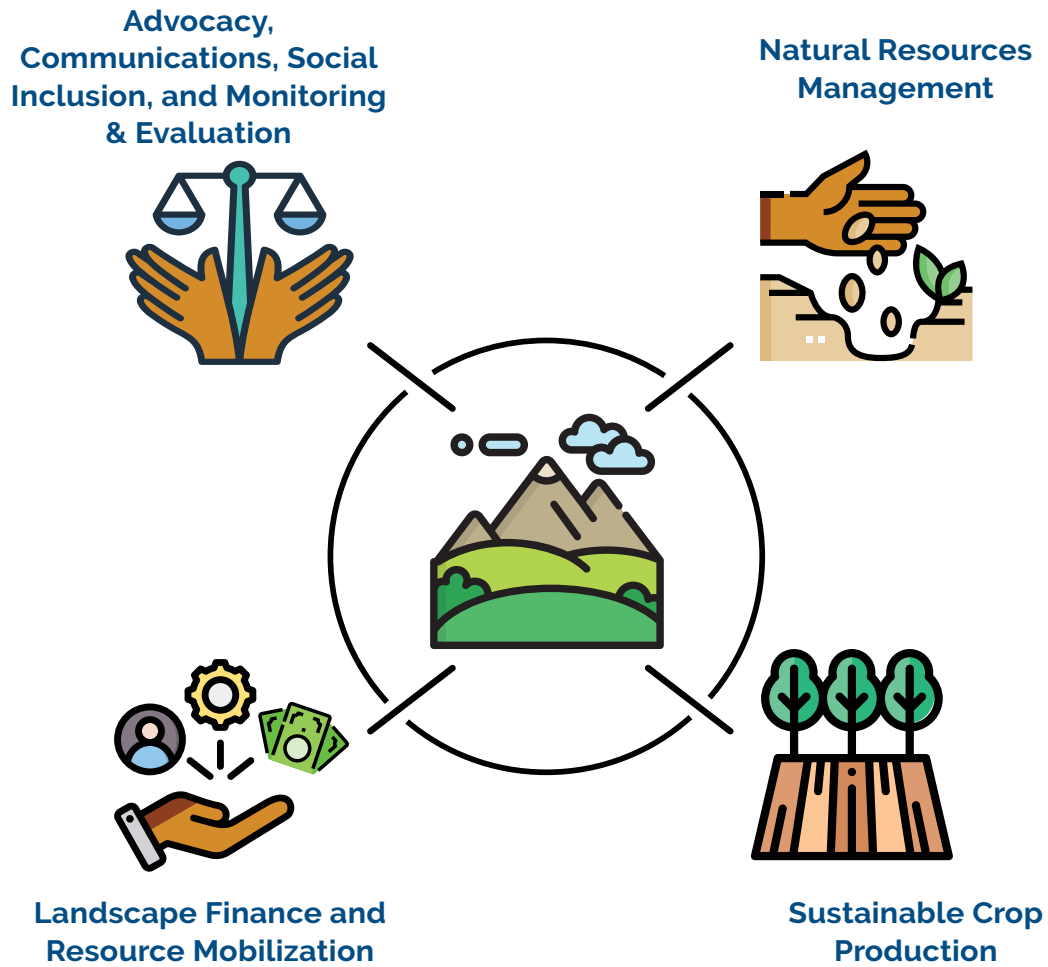 Advocacy,
Communications, Social
Inclusion, and Monitoring
& Evaluation
Natural Resources
Management
Landscape Finance and
Resource Mobilization
Sustainable Crop
Production